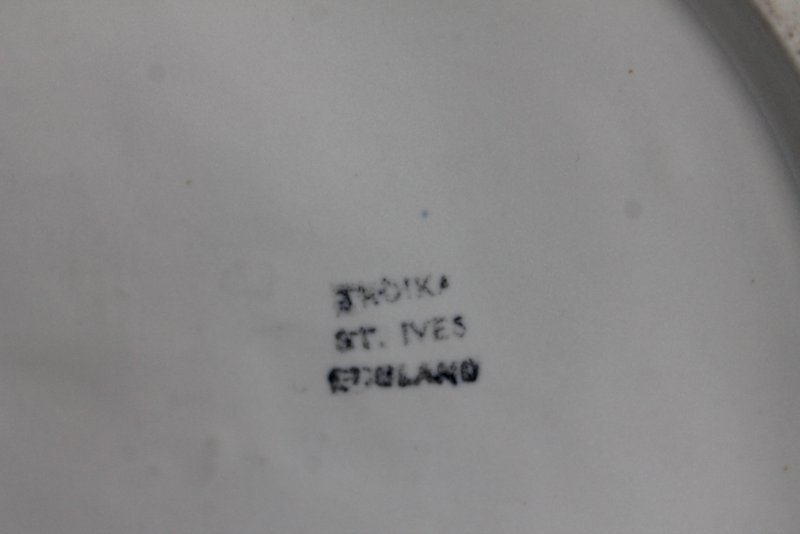 TROIKA
ST. IVES
ENGLAND